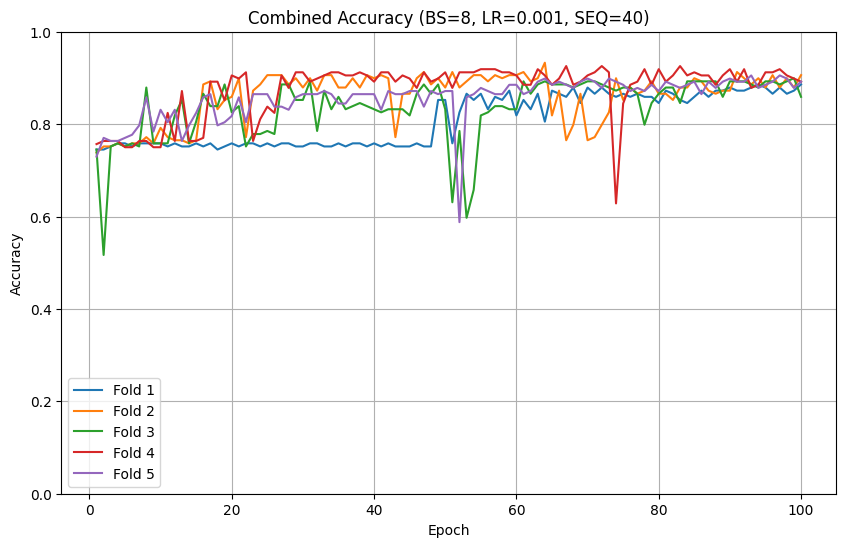 Combined Accuracy (BS=8, LR=0.001, SEQ=40)
1.0
0.8
0.6
0.4
0.2
0.0
Accuracy
Fold 1
Fold 2
Fold 3
Fold 4
Fold 5
0 20 40 60 80 100
Epoch